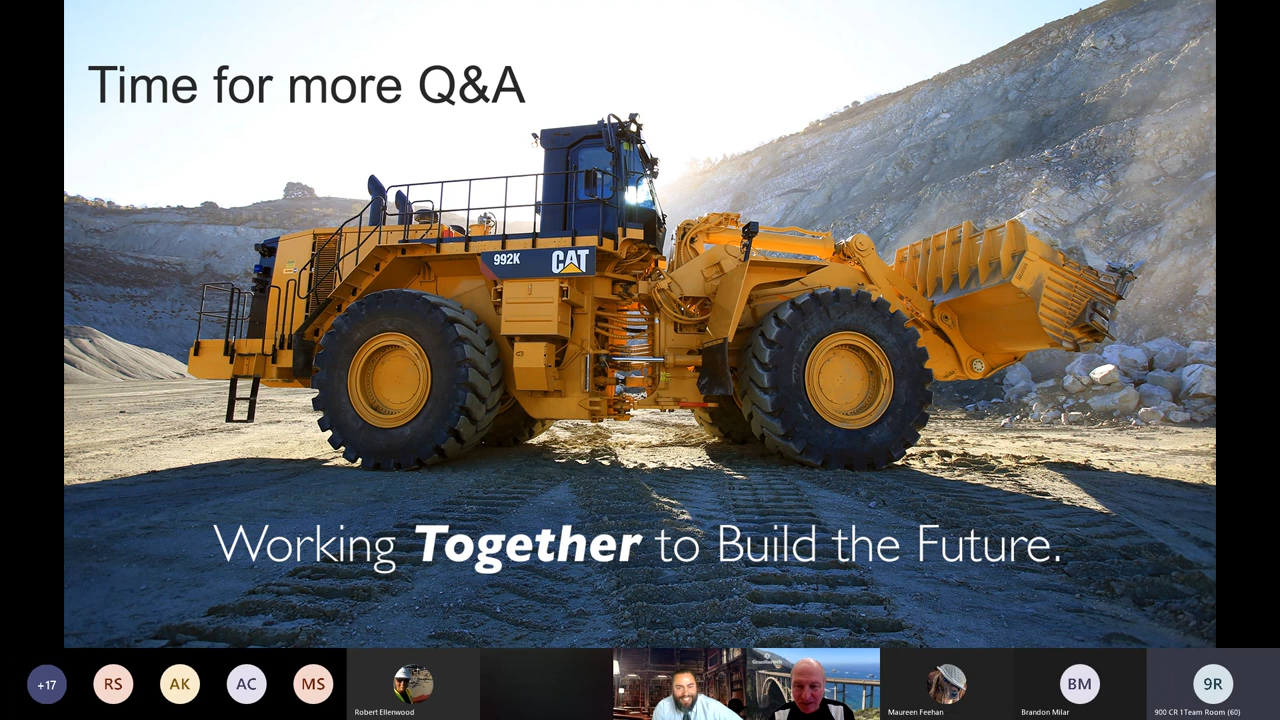 Time for more Q&A
992K
CAT
Working Together to Build the Future.
Graniterock
+17
RS
AK
AC
MS
BM
9R
Robert Ellenwood
Maureen Feehan
Brandon Milar
900 CR 1Team Room (60)